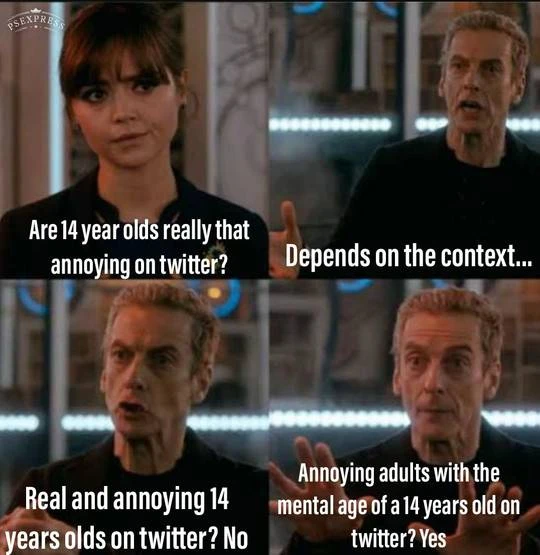 PSEXPRESS
Are 14 year olds really that
annoying on twitter?
Depends on the context...
Real and annoying 14
years olds on twitter? No
Annoying adults with the
mental age of a 14 years old on
twitter? Yes